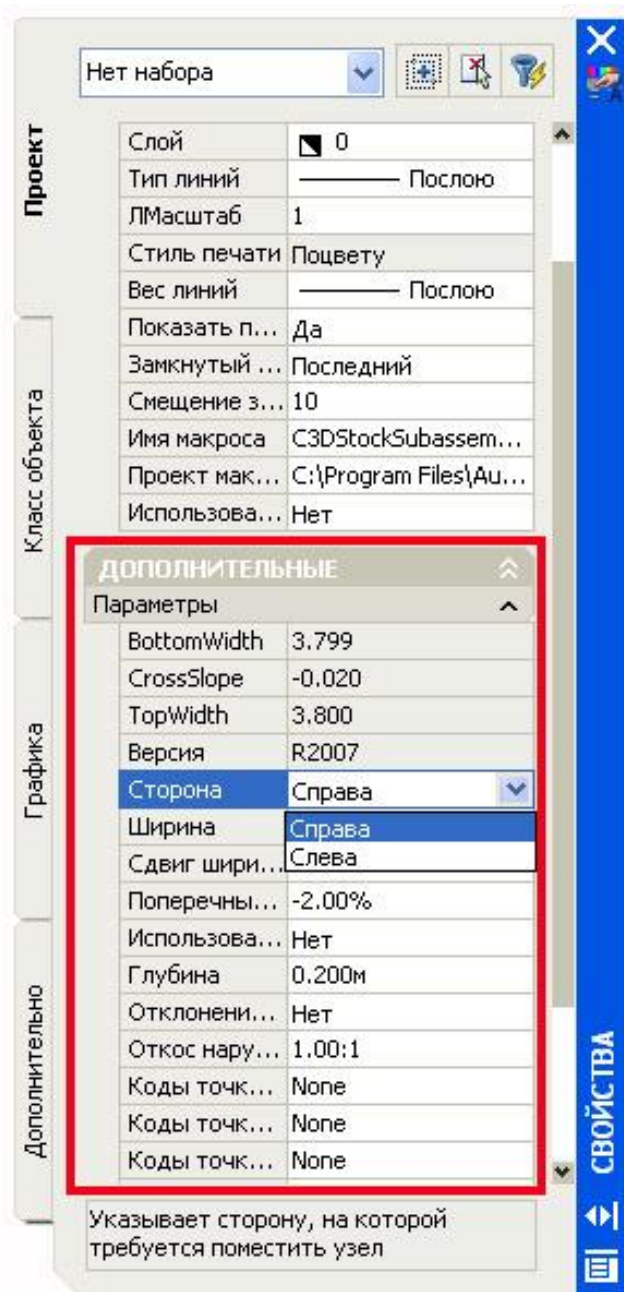 Нет набора
Слой 0
Тип линий Послою
ЛМасштаб 1
Стиль печати Поцвету
Вес линий Послою
Показать п... Да
Замкнутый ... Последний
Смещение з... 10
Имя макроса C3DStockSubassem...
Проект мак... C:\Program Files\Au...
Использова... Нет
ДОПОЛНИТЕЛЬНЫЕ
Параметры
BottomWidth 3.799
CrossSlope -0.020
TopWidth 3.800
Версия R2007
Сторона Справа
Ширина Справа
Сдвиг шири... Слева
Поперечны... -2.00%
Использова... Нет
Глубина 0.200м
Отклонени... Нет
Откос нару... 1.00:1
Коды точк... None
Коды точк... None
Коды точк... None
Указывает сторону, на которой
требуется поместить узел
Проект
Класс объекта
Графика
Дополнительно
СВОЙСТВА